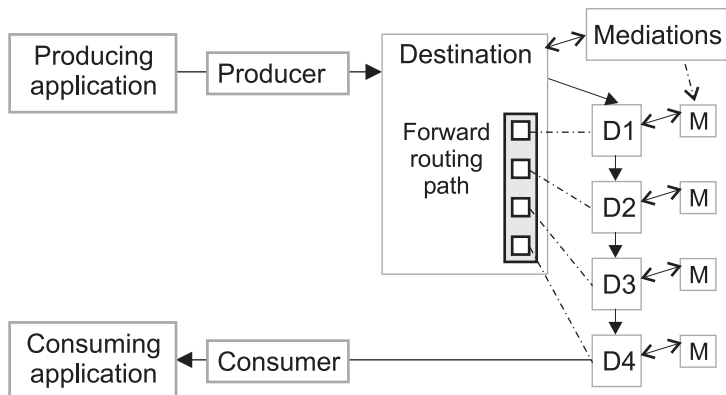 Producing
application
Producer
Destination
Mediations
Forward
routing
path
D1
M
D2
M
D3
M
D4
M
Consuming
application
Consumer